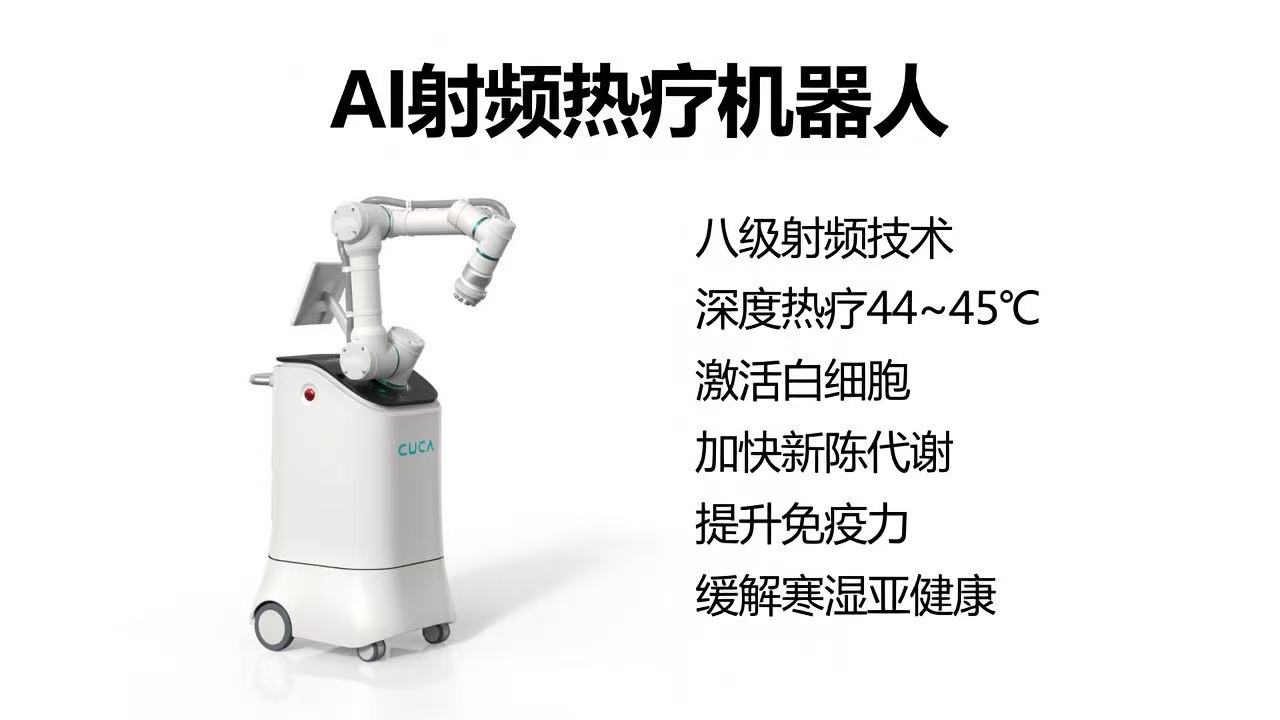 AI射频热疗机器人
八级射频技术
深度热疗44~45℃
激活白细胞
加快新陈代谢
提升免疫力
缓解寒湿亚健康
CUCA